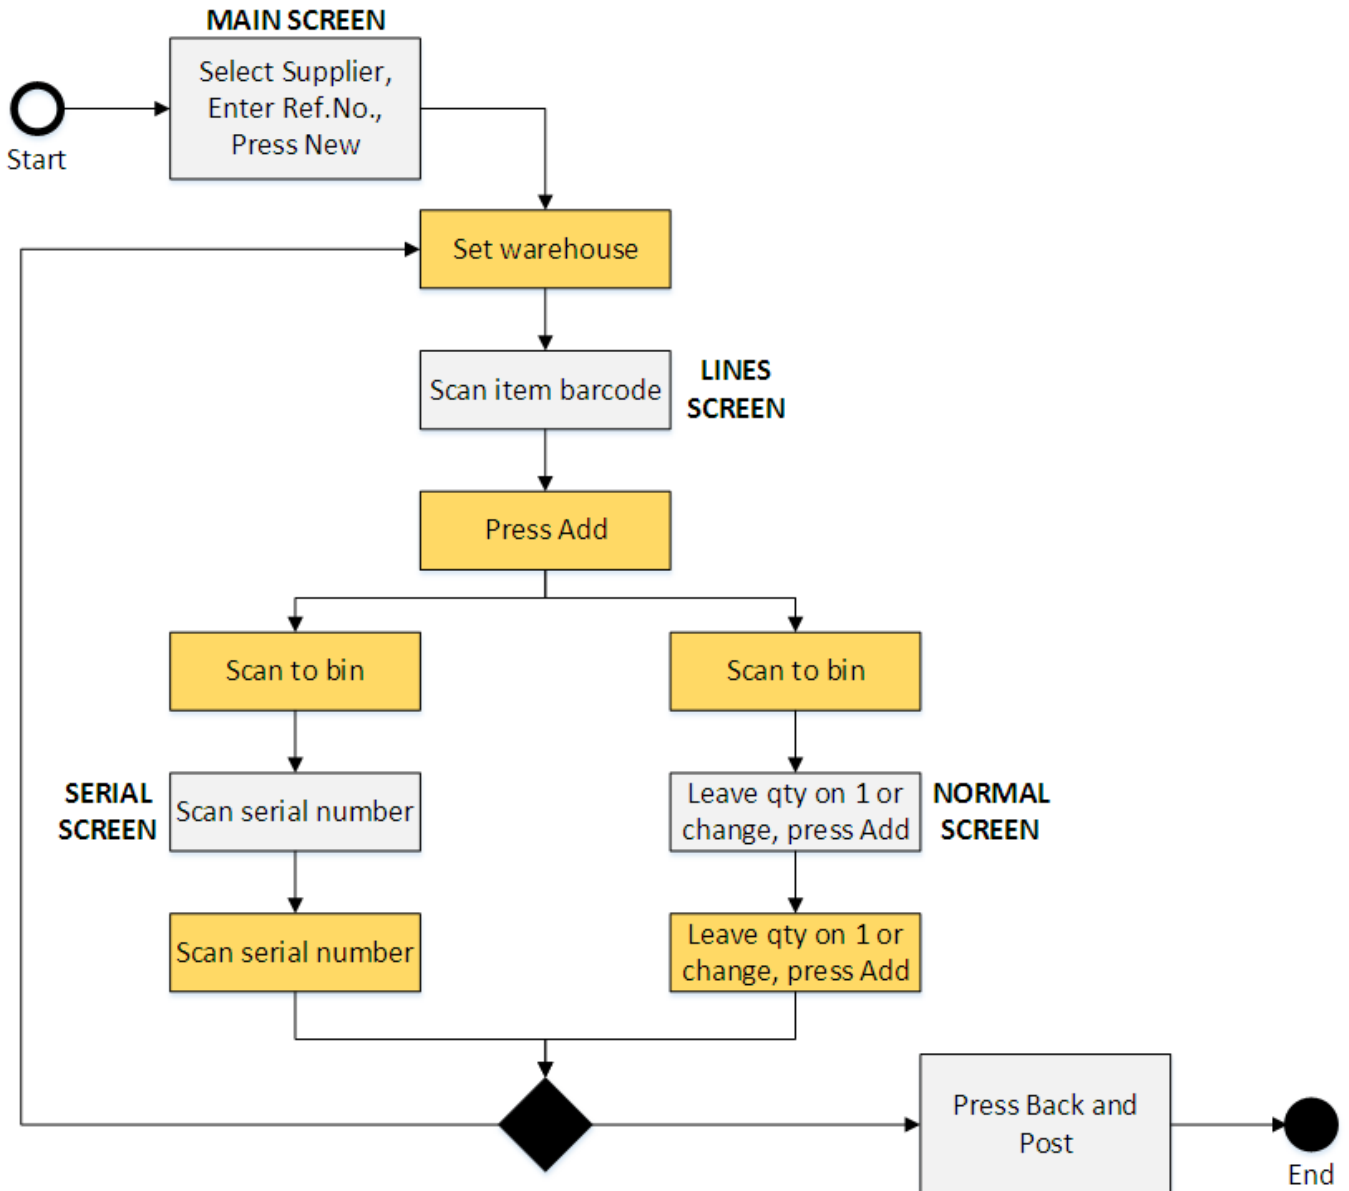 MAIN SCREEN
Select Supplier,
Enter Ref.No.,
Press New
Start
Set warehouse
Scan item barcode
LINES
SCREEN
Press Add
Scan to bin
Scan to bin
SERIAL
SCREEN
Scan serial number
Leave qty on 1 or
change, press Add
NORMAL
SCREEN
Scan serial number
Leave qty on 1 or
change, press Add
Press Back and
Post
End